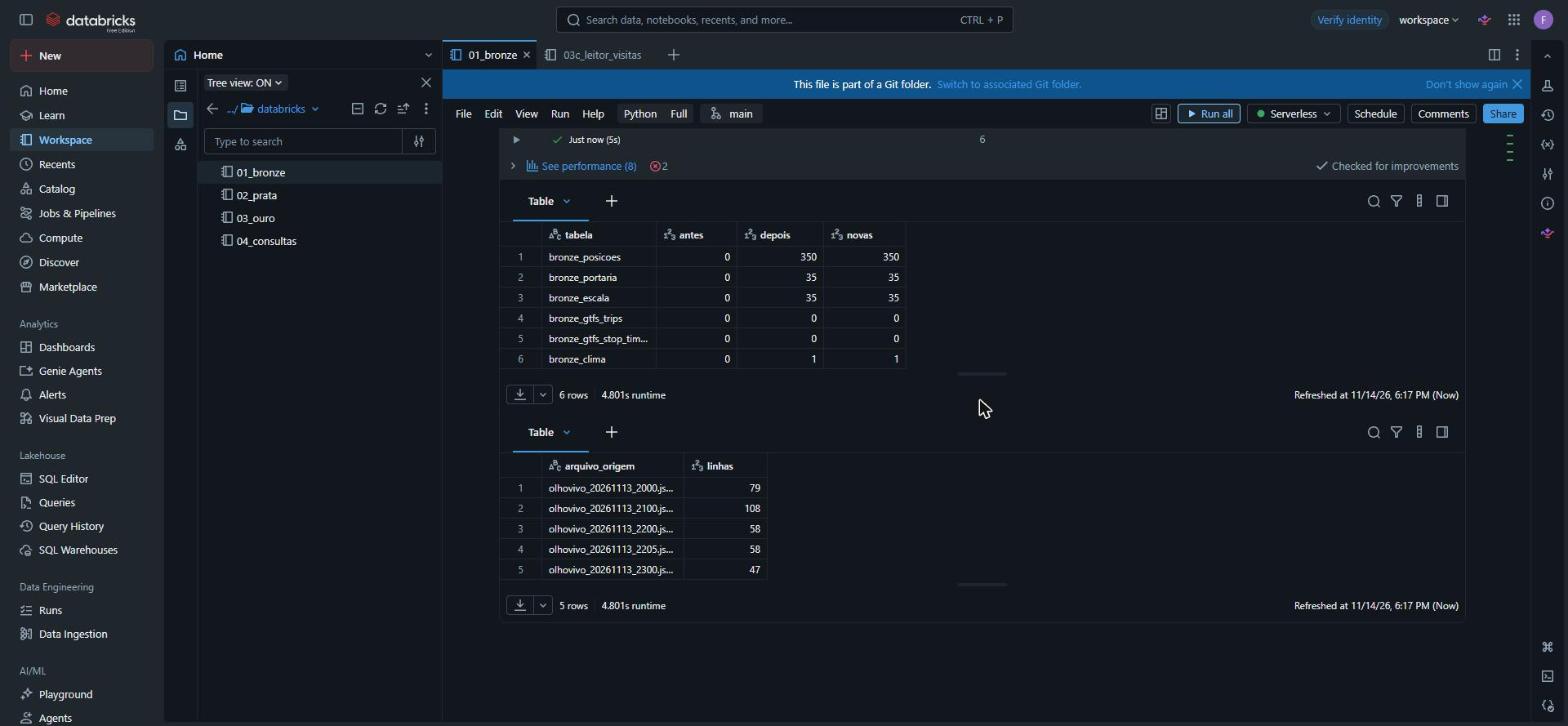 databricks
Free Edition
Search data, notebooks, recents, and more...
CTRL + P
Verify identity
workspace
F
New
Home
Learn
Workspace
Recents
Catalog
Jobs & Pipelines
Compute
Discover
Marketplace
Analytics
Dashboards
Genie Agents
Alerts
Visual Data Prep
Lakehouse
SQL Editor
Queries
Query History
SQL Warehouses
Data Engineering
Runs
Data Ingestion
AI/ML
Playground
Agents
Home
Tree view: ON
../ databricks
Type to search
01_bronze
02_prata
03_ouro
04_consultas
01_bronze
03c_leitor_visitas
This file is part of a Git folder. Switch to associated Git folder.
Don't show again
File Edit View Run Help Python Full main
Run all Serverless Schedule Comments Share
Just now (5s)
6
See performance (8) 2
Checked for improvements
Table
tabela antes depois novas
1 bronze_posicoes 0 350 350
2 bronze_portaria 0 35 35
3 bronze_escala 0 35 35
4 bronze_gtfs_trips 0 0 0
5 bronze_gtfs_stop_tim... 0 0 0
6 bronze_clima 0 1 1
6 rows 4.801s runtime
Refreshed at 11/14/26, 6:17 PM (Now)
Table
arquivo_origem linhas
1 olhovivo_20261113_2000.js... 79
2 olhovivo_20261113_2100.js... 108
3 olhovivo_20261113_2200.js... 58
4 olhovivo_20261113_2205.js... 58
5 olhovivo_20261113_2300.js... 47
5 rows 4.801s runtime
Refreshed at 11/14/26, 6:17 PM (Now)